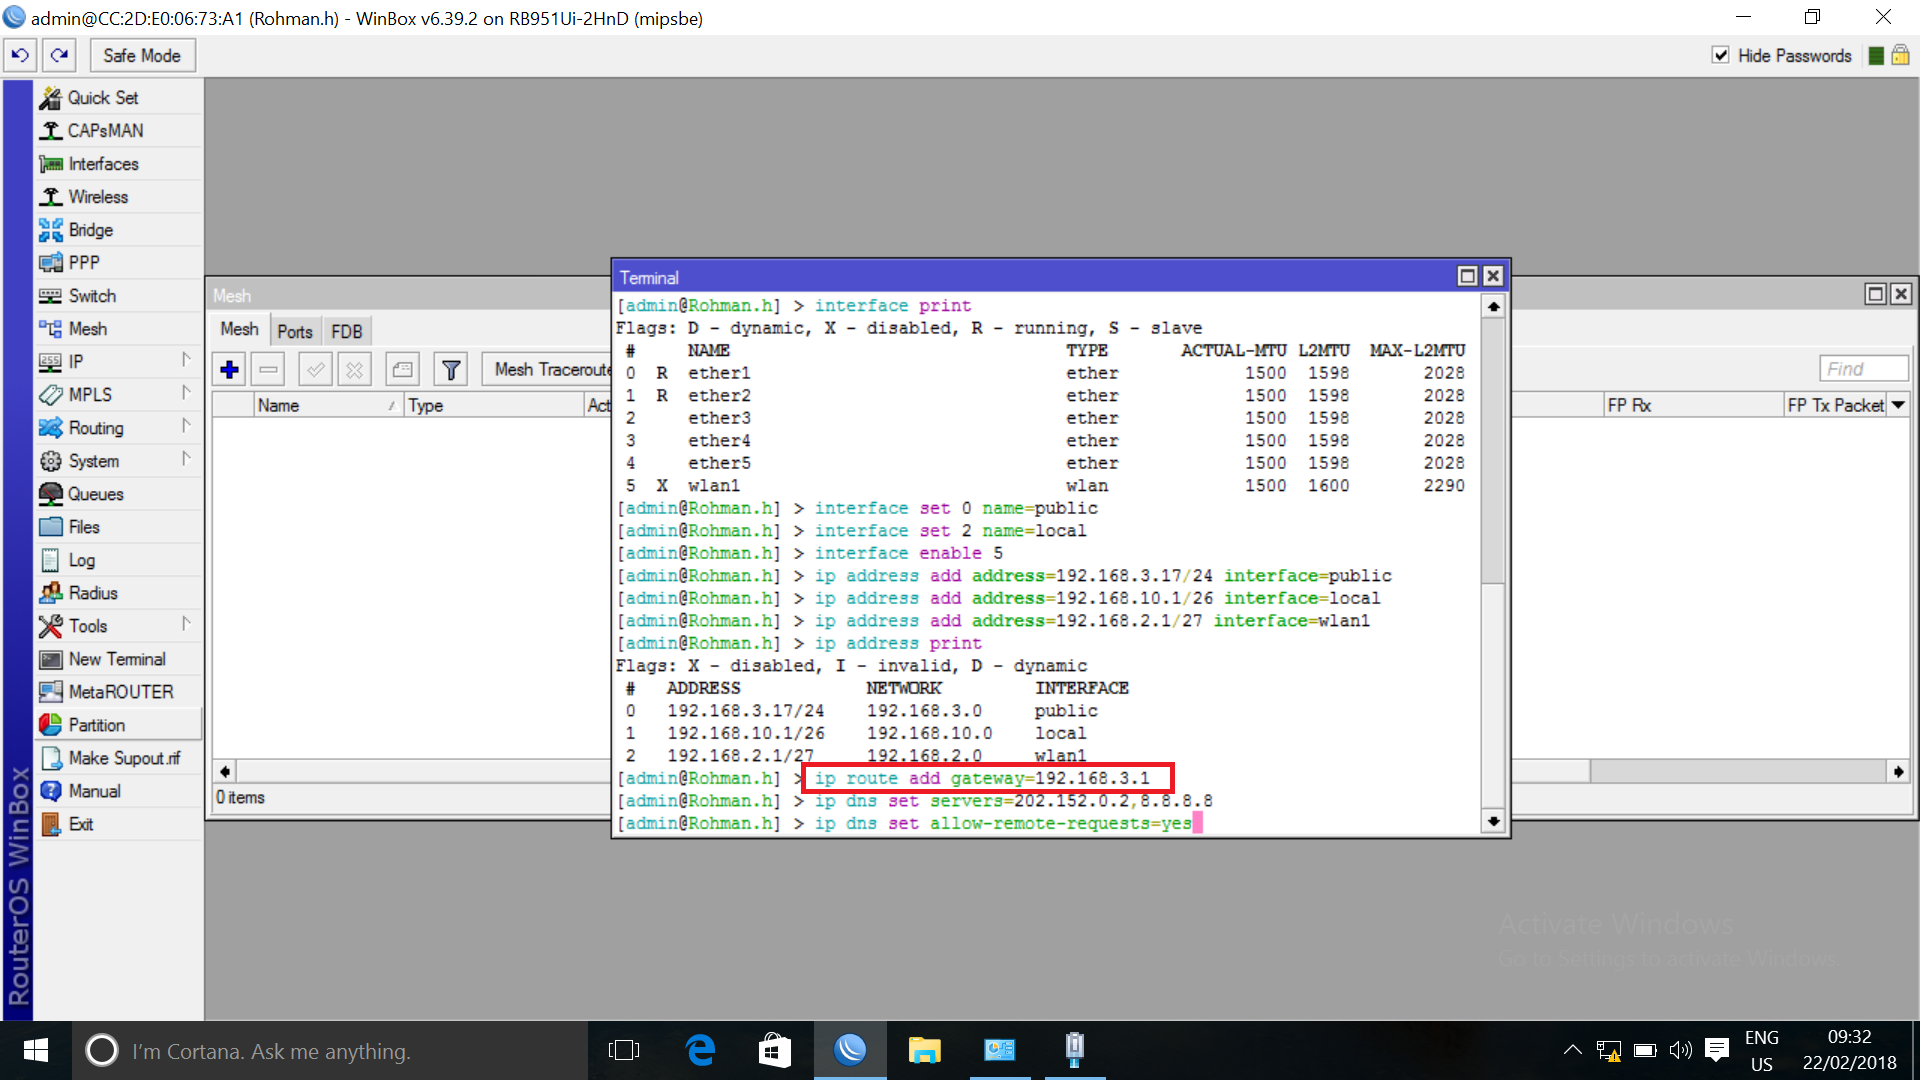 admin@CC:2D:E0:06:73:A1 (Rohman.h) - WinBox v6.39.2 on RB951Ui-2HnD (mipsbe)
Safe Mode
Hide Passwords
Quick Set
CAPsMAN
Interfaces
Wireless
Bridge
PPP
Switch
Mesh
IP
MPLS
Routing
System
Queues
Files
Log
Radius
Tools
New Terminal
MetaROUTER
Partition
Make Supout.rif
Manual
Exit
RouterOS WinBox
Mesh
Mesh Ports FDB
Mesh Traceroute
Name Type Act
0 items
Terminal
[admin@Rohman.h] > interface print
Flags: D - dynamic, X - disabled, R - running, S - slave
# NAME TYPE ACTUAL-MTU L2MTU MAX-L2MTU
0 R ether1 ether 1500 1598 2028
1 R ether2 ether 1500 1598 2028
2 ether3 ether 1500 1598 2028
3 ether4 ether 1500 1598 2028
4 ether5 ether 1500 1598 2028
5 X wlan1 wlan 1500 1600 2290
[admin@Rohman.h] > interface set 0 name=public
[admin@Rohman.h] > interface set 2 name=local
[admin@Rohman.h] > interface enable 5
[admin@Rohman.h] > ip address add address=192.168.3.17/24 interface=public
[admin@Rohman.h] > ip address add address=192.168.10.1/26 interface=local
[admin@Rohman.h] > ip address add address=192.168.2.1/27 interface=wlan1
[admin@Rohman.h] > ip address print
Flags: X - disabled, I - invalid, D - dynamic
# ADDRESS NETWORK INTERFACE
0 192.168.3.17/24 192.168.3.0 public
1 192.168.10.1/26 192.168.10.0 local
2 192.168.2.1/27 192.168.2.0 wlan1
[admin@Rohman.h] > ip route add gateway=192.168.3.1
[admin@Rohman.h] > ip dns set servers=202.152.0.2,8.8.8.8
[admin@Rohman.h] > ip dns set allow-remote-requests=yes
Find
FP Rx FP Tx Packet
Activate Windows
Go to Settings to activate Windows.
I'm Cortana. Ask me anything.
ENG
US
09:32
22/02/2018